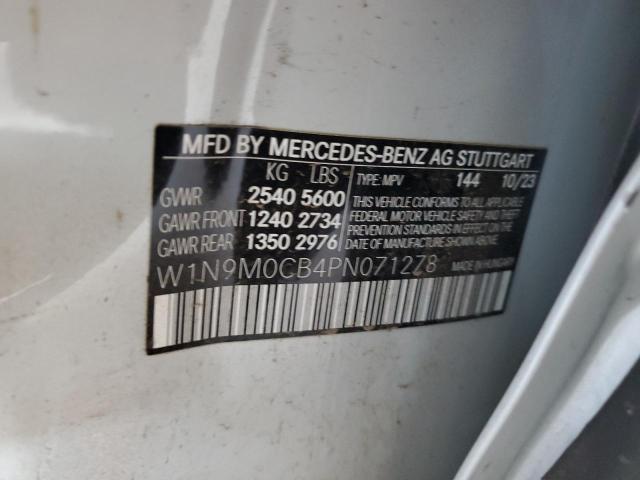 MFD BY MERCEDES-BENZ AG STUTTGART
KG LBS
TYPE: MPV 144 10/23
GVWR 2540 5600
GAWR FRONT 1240 2734
GAWR REAR 1350 2976
THIS VEHICLE CONFORMS TO ALL APPLICABLE
FEDERAL MOTOR VEHICLE SAFETY AND THEFT
PREVENTION STANDARDS IN EFFECT ON THE DATE
OF MANUFACTURE SHOWN ABOVE.
W1N9M0CB4PN071278
MADE IN HUNGARY